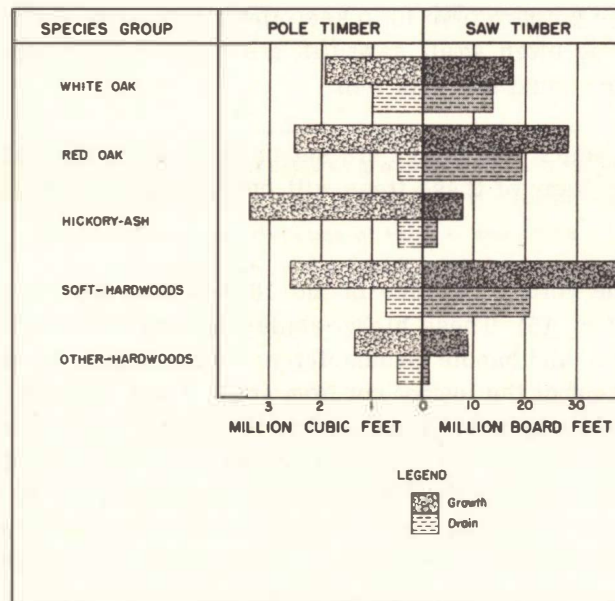 SPECIES GROUP POLE TIMBER SAW TIMBER
WHITE OAK
RED OAK
HICKORY-ASH
SOFT-HARDWOODS
OTHER-HARDWOODS
3 2 1 0 10 20 30
MILLION CUBIC FEET MILLION BOARD FEET
LEGEND
Growth
Drain